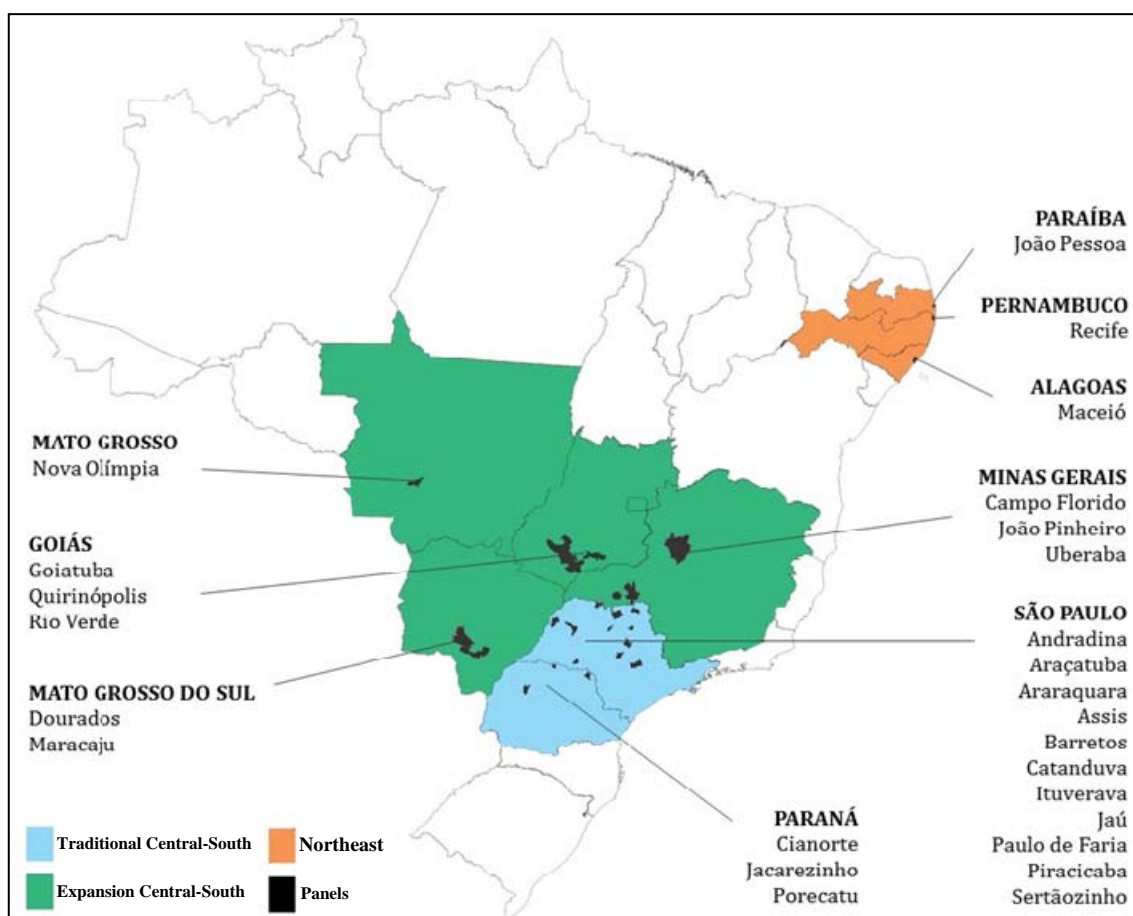 PARAÍBA
João Pessoa
PERNAMBUCO
Recife
ALAGOAS
Maceió
MATO GROSSO
Nova Olímpia
GOIÁS
Goiatuba
Quirinópolis
Rio Verde
MATO GROSSO DO SUL
Dourados
Maracaju
MINAS GERAIS
Campo Florido
João Pinheiro
Uberaba
SÃO PAULO
Andradina
Araçatuba
Araraquara
Assis
Barretos
Catanduva
Ituverava
Jaú
Paulo de Faria
Piracicaba
Sertãozinho
PARANÁ
Cianorte
Jacarezinho
Porecatu
Traditional Central-South
Northeast
Expansion Central-South
Panels